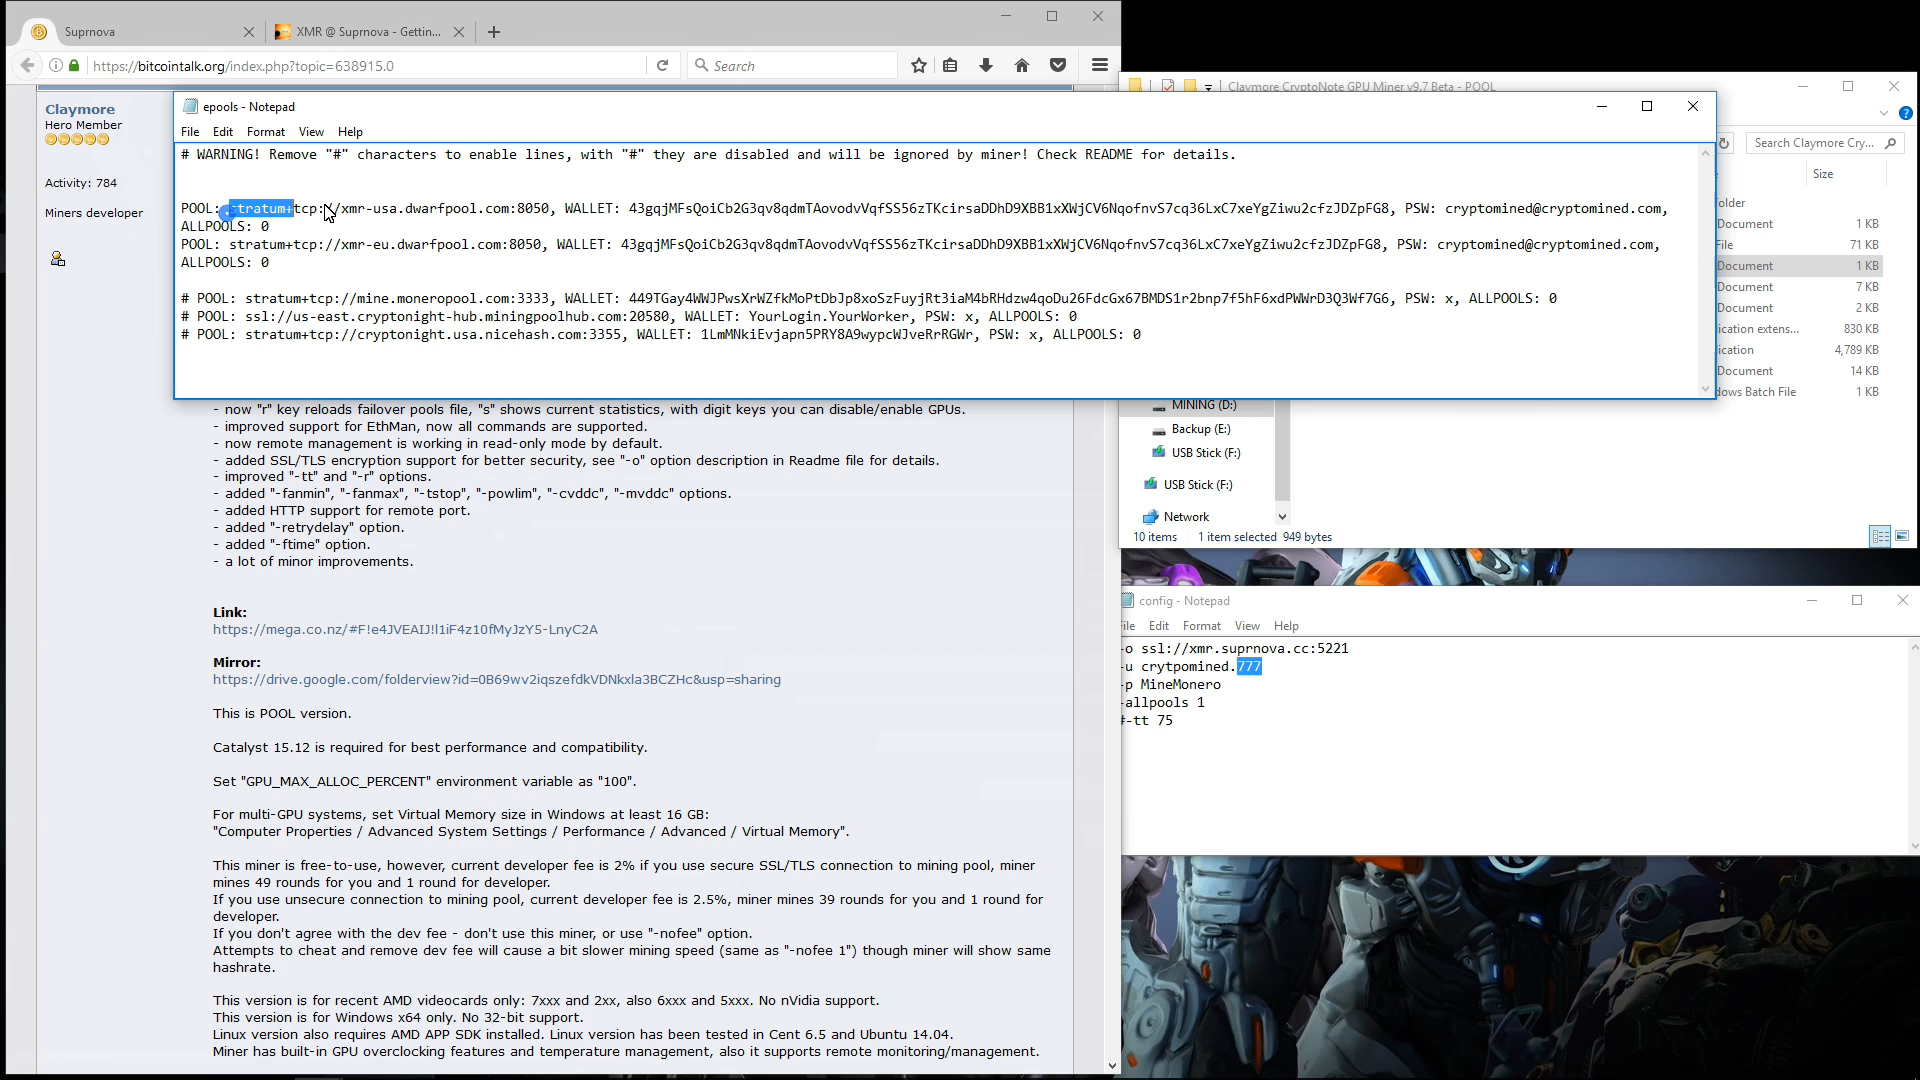 Suprnova
XMR @ Suprnova - Gettin...
https://bitcointalk.org/index.php?topic=638915.0
Search
Claymore CryptoNote GPU Miner v9.7 Beta - POOL
Search Claymore Cry...
Size
Claymore
Hero Member
Activity: 784
Miners developer
epools - Notepad
File Edit Format View Help
# WARNING! Remove "#" characters to enable lines, with "#" they are disabled and will be ignored by miner! Check README for details.
POOL: stratum+tcp://xmr-usa.dwarfpool.com:8050, WALLET: 43gqjMFsQoiCb2G3qv8qdmTAovodvVqfSS56zTKcirsaDDhD9XBB1xXWjCV6NqofnvS7cq36LxC7xeYgZiwu2cfzJDZpFG8, PSW: cryptomined@cryptomined.com,
ALLPOOLS: 0
POOL: stratum+tcp://xmr-eu.dwarfpool.com:8050, WALLET: 43gqjMFsQoiCb2G3qv8qdmTAovodvVqfSS56zTKcirsaDDhD9XBB1xXWjCV6NqofnvS7cq36LxC7xeYgZiwu2cfzJDZpFG8, PSW: cryptomined@cryptomined.com,
ALLPOOLS: 0
# POOL: stratum+tcp://mine.moneropool.com:3333, WALLET: 449TGay4WWJPwsXrWZfkMoPtDbJp8xoSzFuyjRt3iaM4bRHdzw4qoDu26FdcGx67BMDS1r2bnp7f5hF6xdPWWrD3Q3Wf7G6, PSW: x, ALLPOOLS: 0
# POOL: ssl://us-east.cryptonight-hub.miningpoolhub.com:20580, WALLET: YourLogin.YourWorker, PSW: x, ALLPOOLS: 0
# POOL: stratum+tcp://cryptonight.usa.nicehash.com:3355, WALLET: 1LmMNkiEvjapn5PRY8A9wypcWJveRrRGWr, PSW: x, ALLPOOLS: 0
older
Document 1 KB
File 71 KB
Document 1 KB
Document 7 KB
Document 2 KB
ication extens... 830 KB
ication 4,789 KB
Document 14 KB
dows Batch File 1 KB
MINING (D:)
Backup (E:)
USB Stick (F:)
USB Stick (F:)
Network
10 items 1 item selected 949 bytes
- now "r" key reloads failover pools file, "s" shows current statistics, with digit keys you can disable/enable GPUs.
- improved support for EthMan, now all commands are supported.
- now remote management is working in read-only mode by default.
- added SSL/TLS encryption support for better security, see "-o" option description in Readme file for details.
- improved "-tt" and "-r" options.
- added "-fanmin", "-fanmax", "-tstop", "-powlim", "-cvddc", "-mvddc" options.
- added HTTP support for remote port.
- added "-retrydelay" option.
- added "-ftime" option.
- a lot of minor improvements.
Link:
https://mega.co.nz/#F!e4JVEAIJ!l1iF4z10fMyJzY5-LnyC2A
Mirror:
https://drive.google.com/folderview?id=0B69wv2iqszefdkVDNkxla3BCZHc&usp=sharing
This is POOL version.
Catalyst 15.12 is required for best performance and compatibility.
Set "GPU_MAX_ALLOC_PERCENT" environment variable as "100".
For multi-GPU systems, set Virtual Memory size in Windows at least 16 GB:
"Computer Properties / Advanced System Settings / Performance / Advanced / Virtual Memory".
This miner is free-to-use, however, current developer fee is 2% if you use secure SSL/TLS connection to mining pool, miner
mines 49 rounds for you and 1 round for developer.
If you use unsecure connection to mining pool, current developer fee is 2.5%, miner mines 39 rounds for you and 1 round for
developer.
If you don't agree with the dev fee - don't use this miner, or use "-nofee" option.
Attempts to cheat and remove dev fee will cause a bit slower mining speed (same as "-nofee 1") though miner will show same
hashrate.
This version is for recent AMD videocards only: 7xxx and 2xx, also 6xxx and 5xxx. No nVidia support.
This version is for Windows x64 only. No 32-bit support.
Linux version also requires AMD APP SDK installed. Linux version has been tested in Cent 6.5 and Ubuntu 14.04.
Miner has built-in GPU overclocking features and temperature management, also it supports remote monitoring/management.
config - Notepad
File Edit Format View Help
-o ssl://xmr.suprnova.cc:5221
-u crytpomined.777
-p MineMonero
-allpools 1
#-tt 75